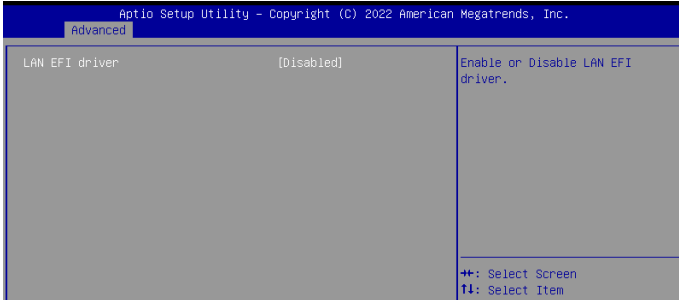 Aptio Setup Utility – Copyright (C) 2022 American Megatrends, Inc.
Advanced
LAN EFI driver [Disabled]
Enable or Disable LAN EFI
driver.
→←: Select Screen
↑↓: Select Item